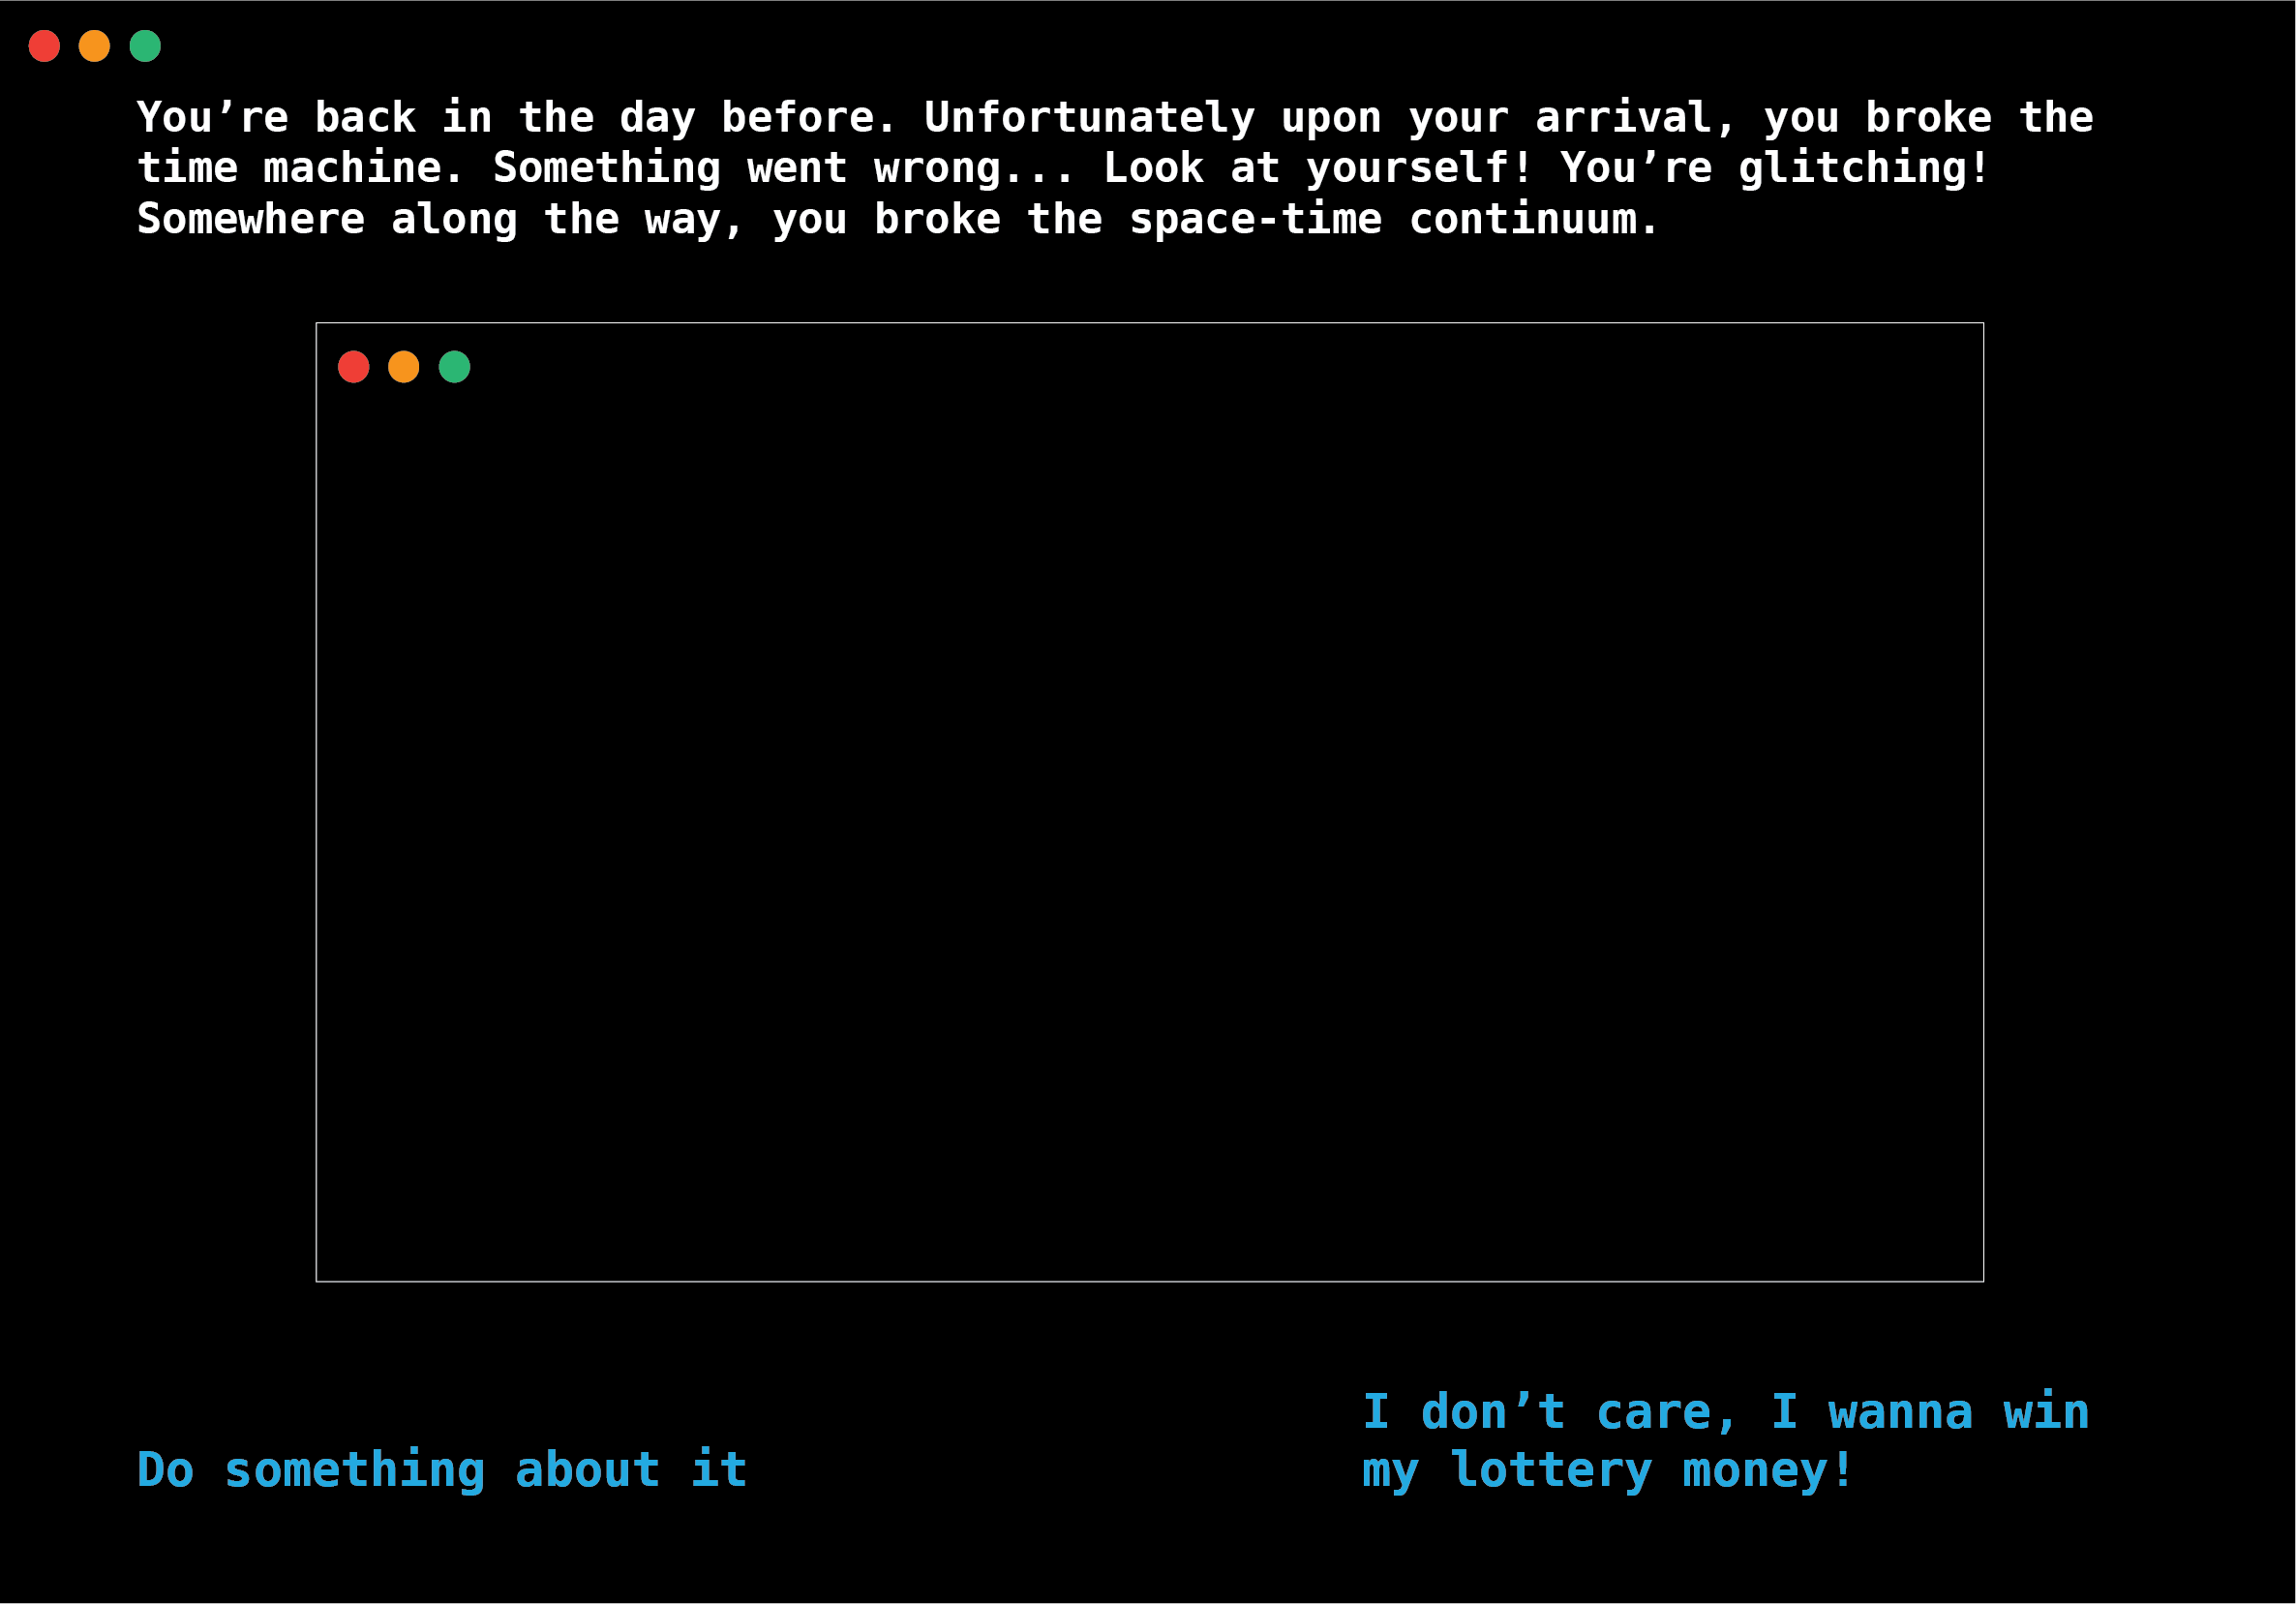 You’re back in the day before. Unfortunately upon your arrival, you broke the
time machine. Something went wrong... Look at yourself! You’re glitching!
Somewhere along the way, you broke the space-time continuum.
Do something about it
I don’t care, I wanna win
my lottery money!